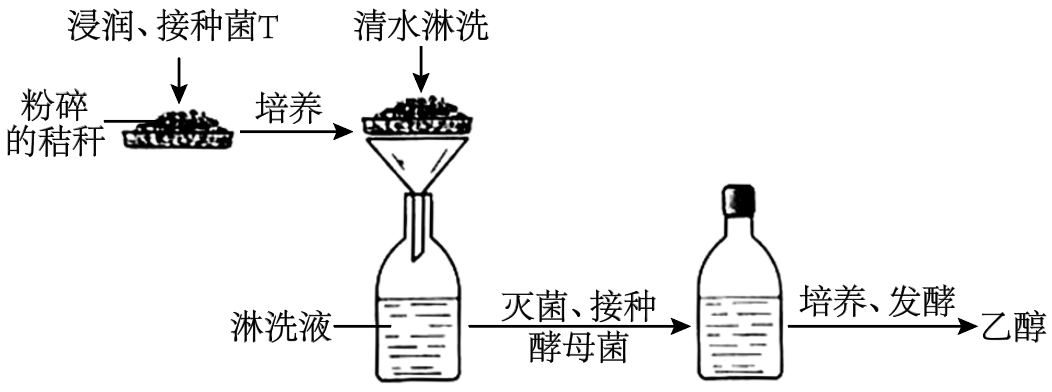 浸润、接种菌T
清水淋洗
粉碎
的秸秆
培养
淋洗液
灭菌、接种
酵母菌
培养、发酵
乙醇